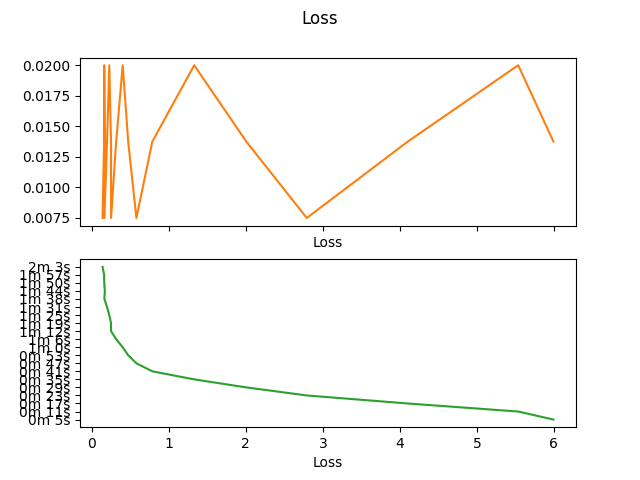 Loss
0.0200
0.0175
0.0150
0.0125
0.0100
0.0075
Loss
2m 3s
1m 57s
1m 50s
1m 44s
1m 38s
1m 31s
1m 25s
1m 19s
1m 12s
1m 6s
1m 0s
0m 53s
0m 47s
0m 41s
0m 35s
0m 29s
0m 23s
0m 17s
0m 11s
0m 5s
0 1 2 3 4 5 6
Loss